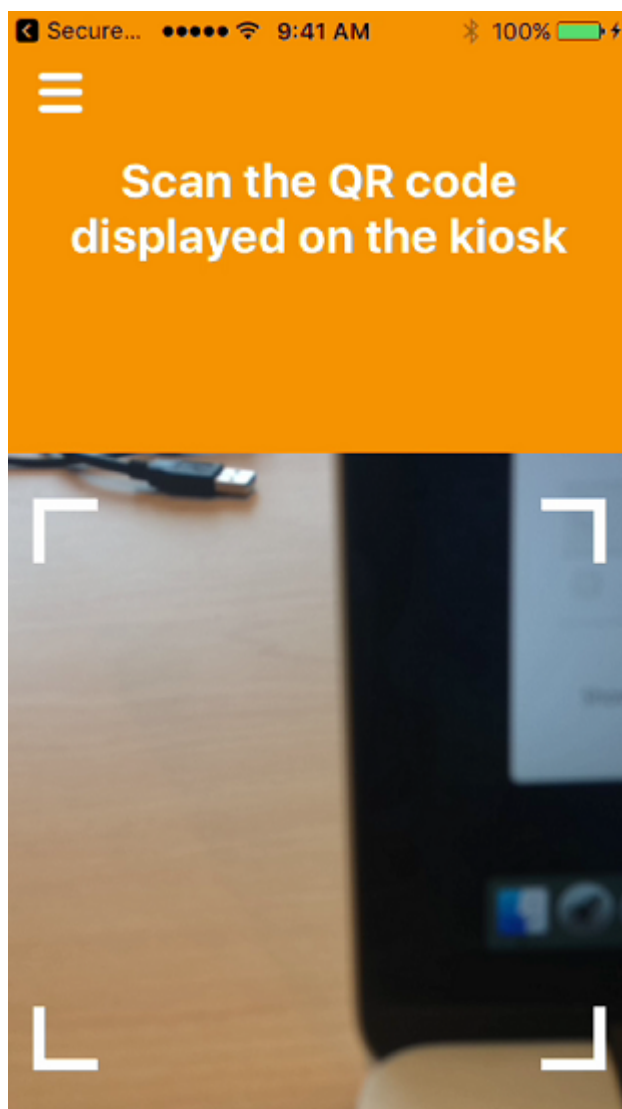 Secure... 9:41 AM 100%
Scan the QR code
displayed on the kiosk